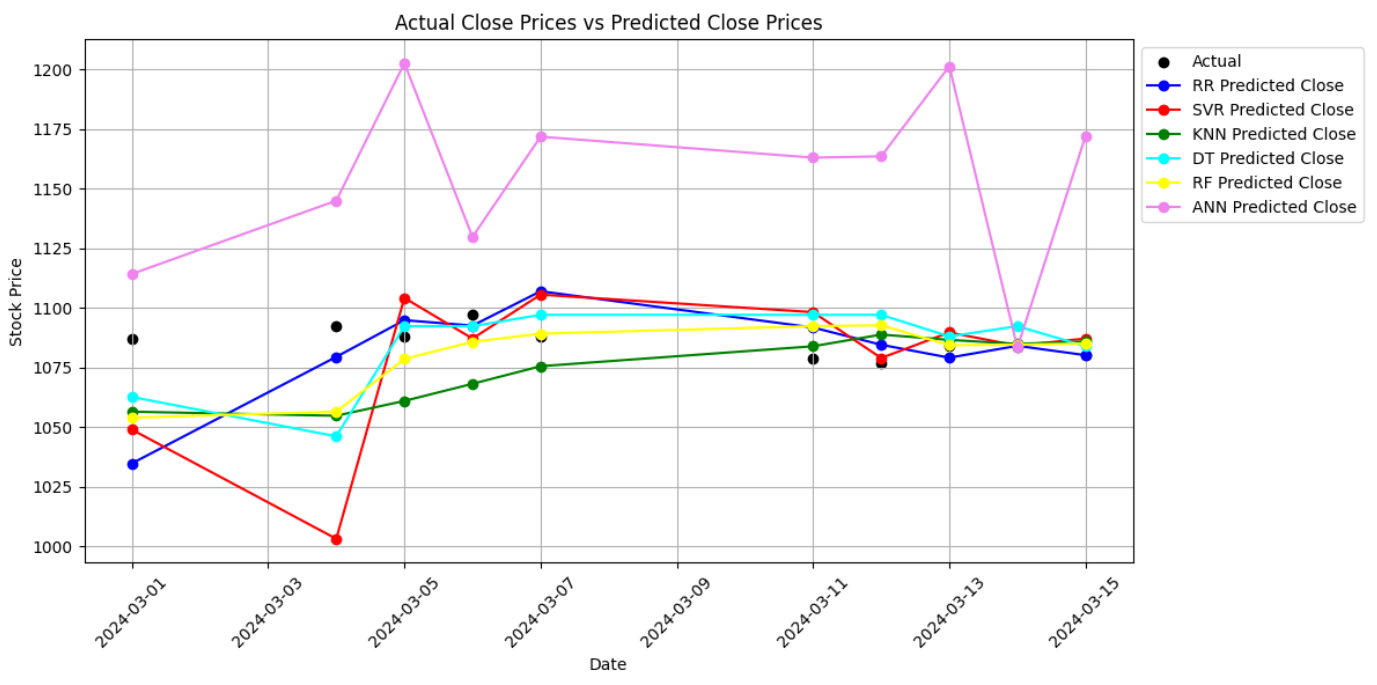 Actual Close Prices vs Predicted Close Prices
Stock Price
1200
1175
1150
1125
1100
1075
1050
1025
1000
2024-03-01
2024-03-03
2024-03-05
2024-03-07
2024-03-09
2024-03-11
2024-03-13
2024-03-15
Date
Actual
RR Predicted Close
SVR Predicted Close
KNN Predicted Close
DT Predicted Close
RF Predicted Close
ANN Predicted Close